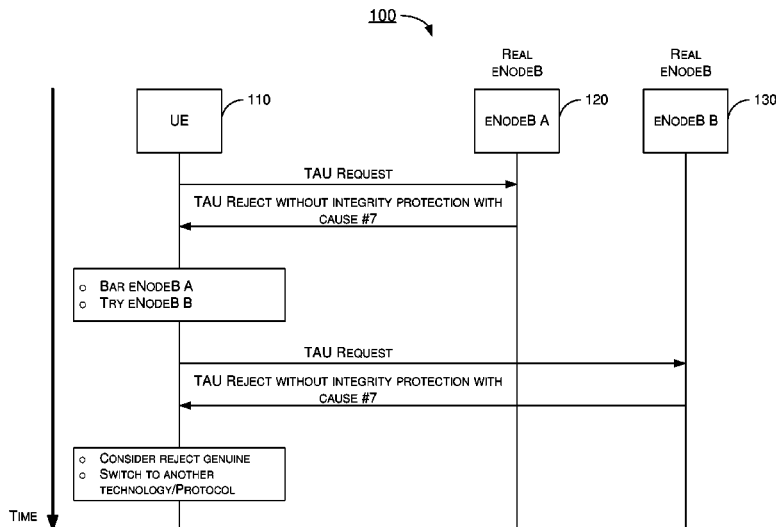 100
REAL
ENODEB
REAL
ENODEB
110
120
130
UE
ENODEB A
ENODEB B
TAU REQUEST
TAU REJECT WITHOUT INTEGRITY PROTECTION WITH
CAUSE #7
BAR ENODEB A
TRY ENODEB B
TAU REQUEST
TAU REJECT WITHOUT INTEGRITY PROTECTION WITH
CAUSE #7
CONSIDER REJECT GENUINE
SWITCH TO ANOTHER
TECHNOLOGY/PROTOCOL
TIME